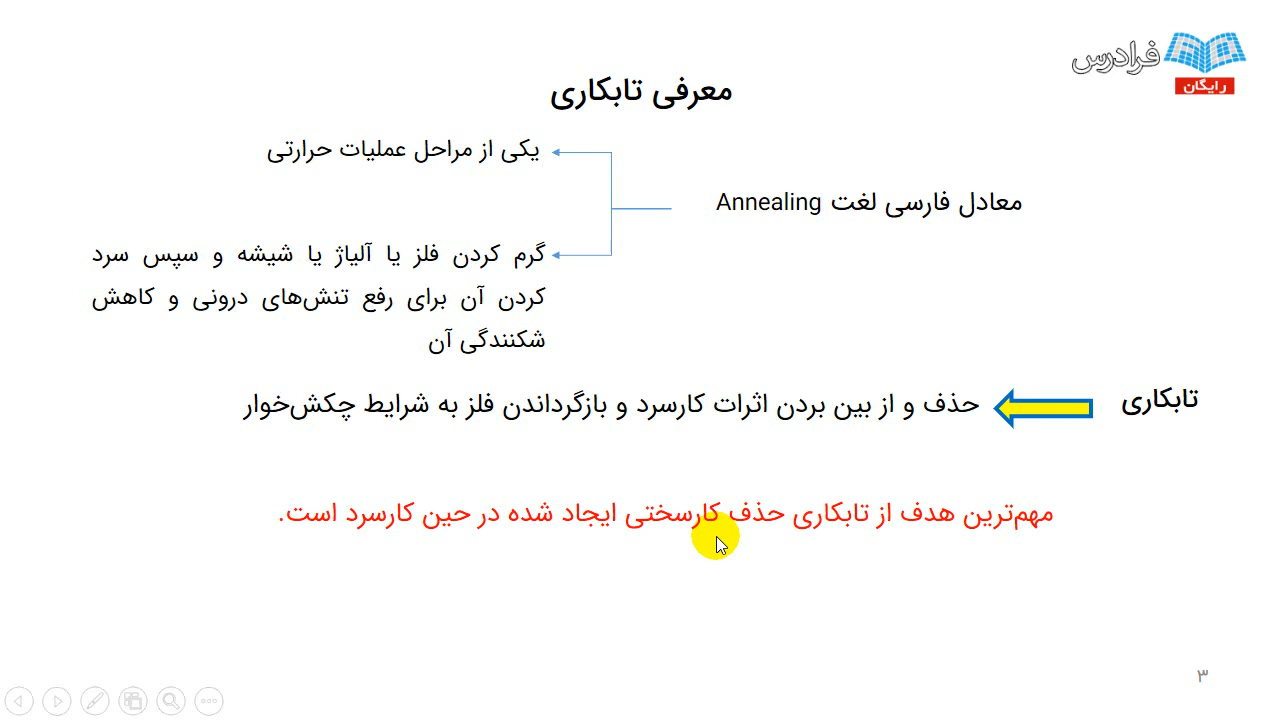 فرادرس
رایگان
معرفی تابکاری
یکی از مراحل عملیات حرارتی
معادل فارسی لغت Annealing
گرم کردن فلز یا آلیاژ یا شیشه و سپس سرد
کردن آن برای رفع تنش‌های درونی و کاهش
شکنندگی آن
تابکاری
حذف و از بین بردن اثرات کارسرد و بازگرداندن فلز به شرایط چکش‌خوار
مهم‌ترین هدف از تابکاری حذف کارسختی ایجاد شده در حین کارسرد است.
۳